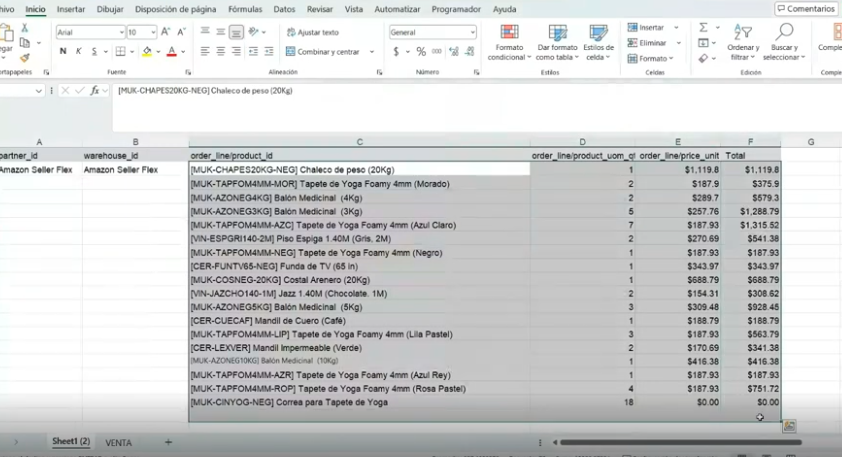 hivo Inicio Insertar Dibujar Disposición de página Fórmulas Datos Revisar Vista Automatizar Programador Ayuda Comentarios
Arial 10 A A Ajustar texto General Insertar Σ
egar N K S A Combinar y centrar $ % 000 Formato condicional Dar formato como tabla Estilos de celda Eliminar Formato Ordenar y filtrar Buscar y seleccionar Comple
ortapapeles Fuente Alineación Número Estilos Celdas Edición
fx [MUK-CHAPES20KG-NEG] Chaleco de peso (20Kg)
A B C D E F G
partner_id warehouse_id order_line/product_id order_line/product_uom_q order_line/price_unit Total
Amazon Seller Flex Amazon Seller Flex [MUK-CHAPES20KG-NEG] Chaleco de peso (20Kg) 1 $1,119.8 $1,119.8
[MUK-TAPFOM4MM-MOR] Tapete de Yoga Foamy 4mm (Morado) 2 $187.9 $375.9
[MUK-AZONEG4KG] Balón Medicinal (4Kg) 2 $289.7 $579.3
[MUK-AZONEG3KG] Balón Medicinal (3Kg) 5 $257.76 $1,288.79
[MUK-TAPFOM4MM-AZC] Tapete de Yoga Foamy 4mm (Azul Claro) 7 $187.93 $1,315.52
[VIN-ESPGRI140-2M] Piso Espiga 1.40M (Gris, 2M) 2 $270.69 $541.38
[MUK-TAPFOM4MM-NEG] Tapete de Yoga Foamy 4mm (Negro) 1 $187.93 $187.93
[CER-FUNTV65-NEG] Funda de TV (65 in) 1 $343.97 $343.97
[MUK-COSNEG-20KG] Costal Arenero (20Kg) 1 $688.79 $688.79
[VIN-JAZCHO140-1M] Jazz 1.40M (Chocolate, 1M) 2 $154.31 $308.62
[MUK-AZONEG5KG] Balón Medicinal (5Kg) 3 $309.48 $928.45
[CER-CUECAF] Mandil de Cuero (Café) 1 $188.79 $188.79
[MUK-TAPFOM4MM-LIP] Tapete de Yoga Foamy 4mm (Lila Pastel) 3 $187.93 $563.79
[CER-LEXVER] Mandil Impermeable (Verde) 2 $170.69 $341.38
[MUK-AZONEG10KG] Balón Medicinal (10Kg) 1 $416.38 $416.38
[MUK-TAPFOM4MM-AZR] Tapete de Yoga Foamy 4mm (Azul Rey) 1 $187.93 $187.93
[MUK-TAPFOM4MM-ROP] Tapete de Yoga Foamy 4mm (Rosa Pastel) 4 $187.93 $751.72
[MUK-CINYOG-NEG] Correa para Tapete de Yoga 18 $0.00 $0.00
Sheet1 (2) VENTA